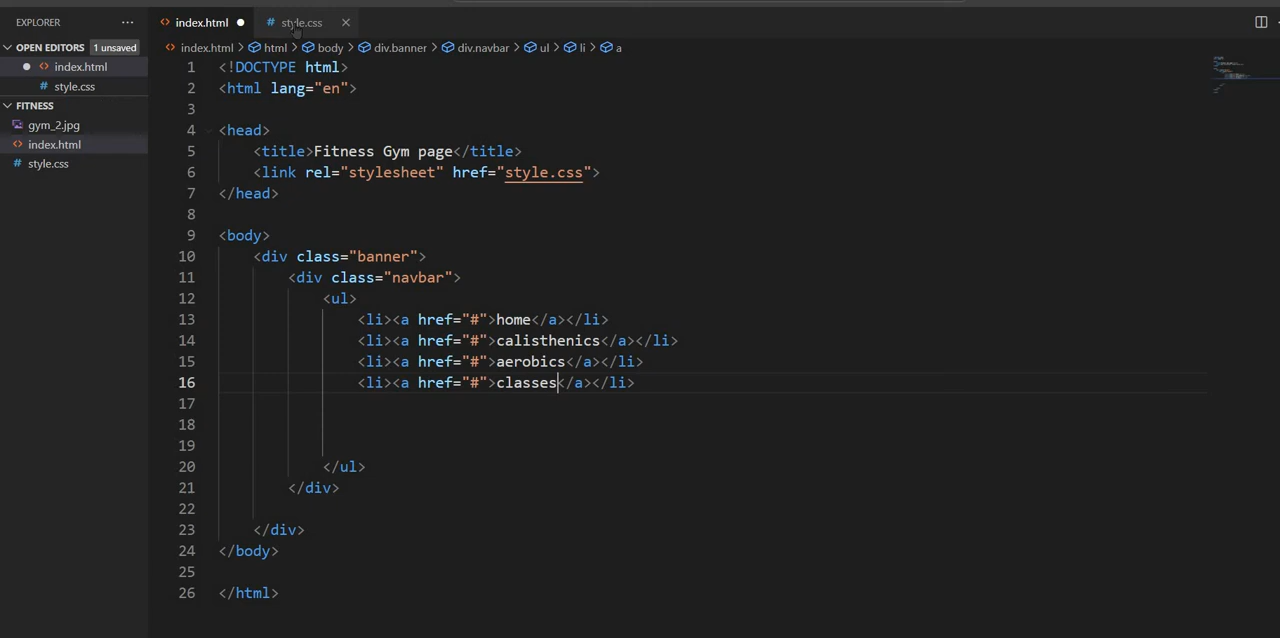 EXPLORER ...
OPEN EDITORS 1 unsaved
index.html
style.css
FITNESS
gym_2.jpg
index.html
style.css
index.html style.css
index.html > html > body > div.banner > div.navbar > ul > li > a
1 <!DOCTYPE html>
2 <html lang="en">
3
4 <head>
5 <title>Fitness Gym page</title>
6 <link rel="stylesheet" href="style.css">
7 </head>
8
9 <body>
10 <div class="banner">
11 <div class="navbar">
12 <ul>
13 <li><a href="#">home</a></li>
14 <li><a href="#">calisthenics</a></li>
15 <li><a href="#">aerobics</a></li>
16 <li><a href="#">classes</a></li>
17
18
19
20 </ul>
21 </div>
22
23 </div>
24 </body>
25
26 </html>